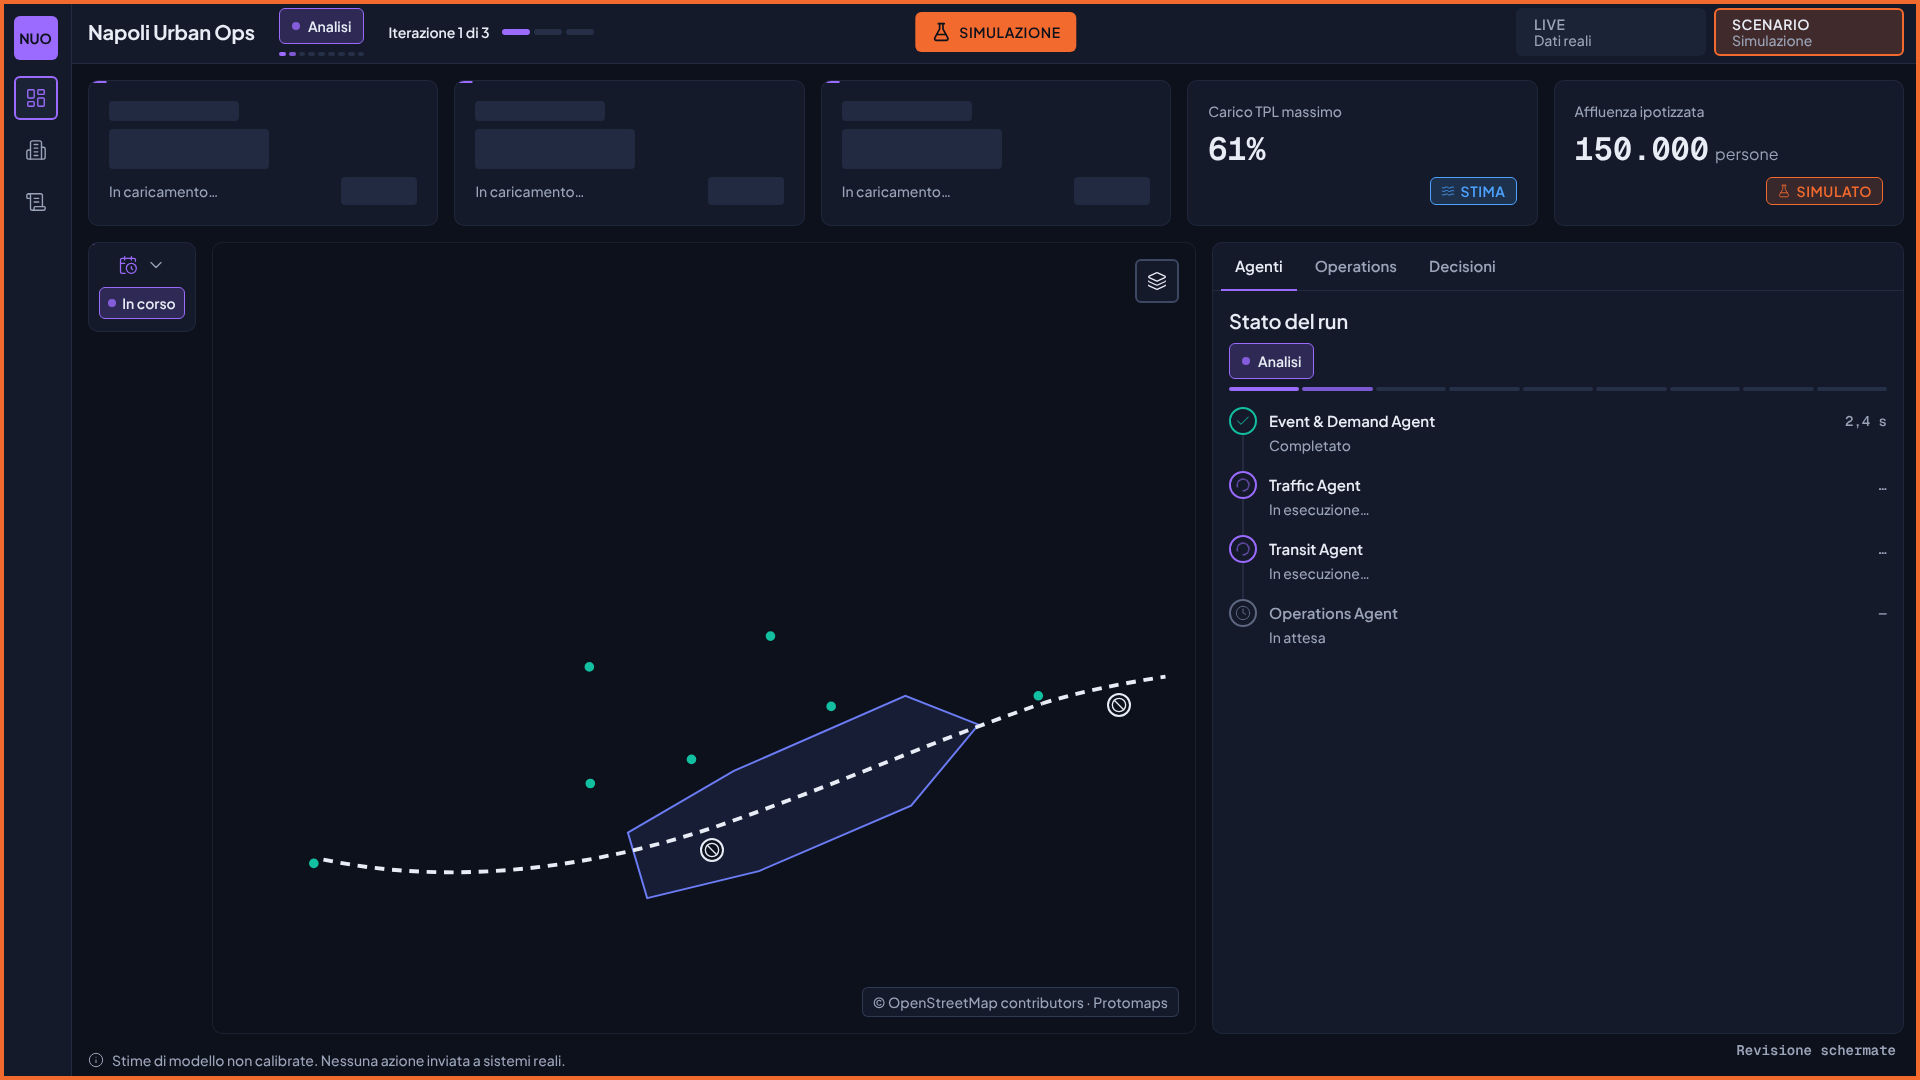 NUO
Napoli Urban Ops
Analisi
Iterazione 1 di 3
SIMULAZIONE
LIVE
Dati reali
SCENARIO
Simulazione
In caricamento…
In caricamento…
In caricamento…
Carico TPL massimo
61%
STIMA
Affluenza ipotizzata
150.000 persone
SIMULATO
In corso
© OpenStreetMap contributors · Protomaps
Agenti
Operations
Decisioni
Stato del run
Analisi
Event & Demand Agent
2,4 s
Completato
Traffic Agent
…
In esecuzione…
Transit Agent
…
In esecuzione…
Operations Agent
—
In attesa
Stime di modello non calibrate. Nessuna azione inviata a sistemi reali.
Revisione schermate